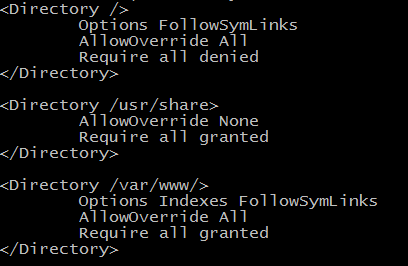 <Directory />
Options FollowSymLinks
AllowOverride All
Require all denied
</Directory>
<Directory /usr/share>
AllowOverride None
Require all granted
</Directory>
<Directory /var/www/>
Options Indexes FollowSymLinks
AllowOverride All
Require all granted
</Directory>